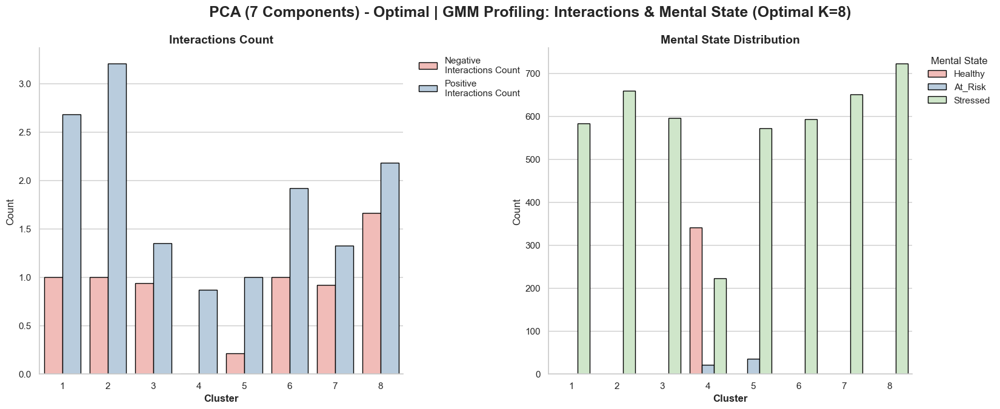 PCA (7 Components) - Optimal | GMM Profiling: Interactions & Mental State (Optimal K=8)
Interactions Count
Negative
Interactions Count
Positive
Interactions Count
Count
3.0
2.5
2.0
1.5
1.0
0.5
0.0
1 2 3 4 5 6 7 8
Cluster
Mental State Distribution
Mental State
Healthy
At_Risk
Stressed
Count
700
600
500
400
300
200
100
0
1 2 3 4 5 6 7 8
Cluster